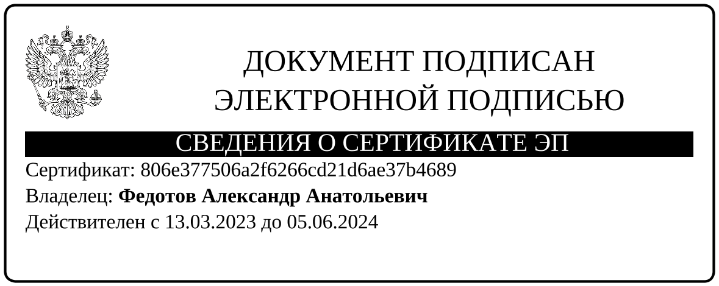 ДОКУМЕНТ ПОДПИСАН
ЭЛЕКТРОННОЙ ПОДПИСЬЮ
СВЕДЕНИЯ О СЕРТИФИКАТЕ ЭП
Сертификат: 806e377506a2f6266cd21d6ae37b4689
Владелец: Федотов Александр Анатольевич
Действителен с 13.03.2023 до 05.06.2024